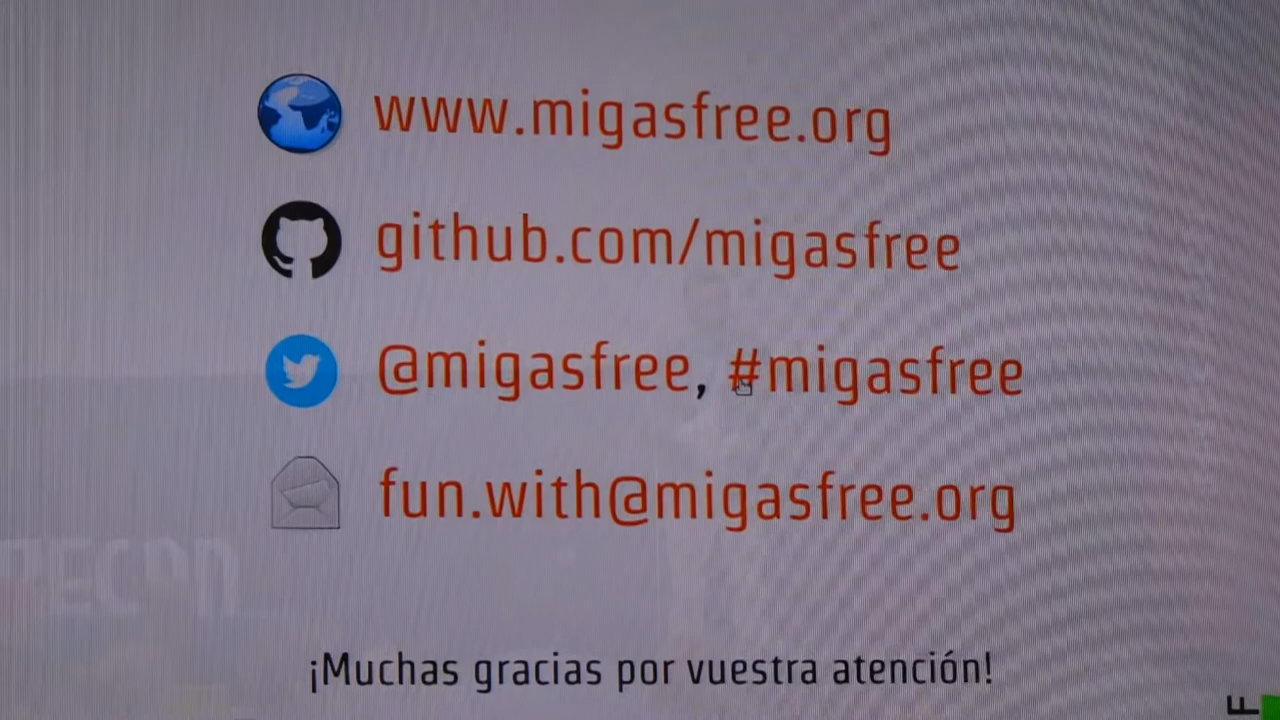 www.migasfree.org
github.com/migasfree
@migasfree, #migasfree
fun.with@migasfree.org
¡Muchas gracias por vuestra atención!
F